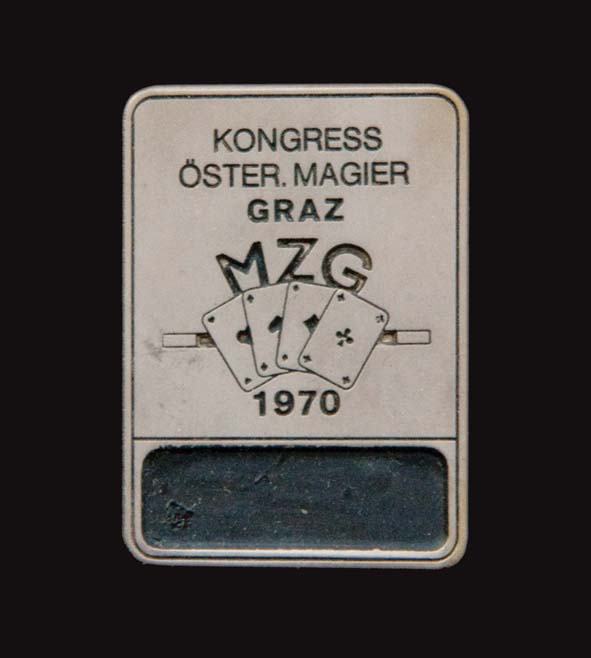 KONGRESS
ÖSTER. MAGIER
GRAZ
MZG
1970